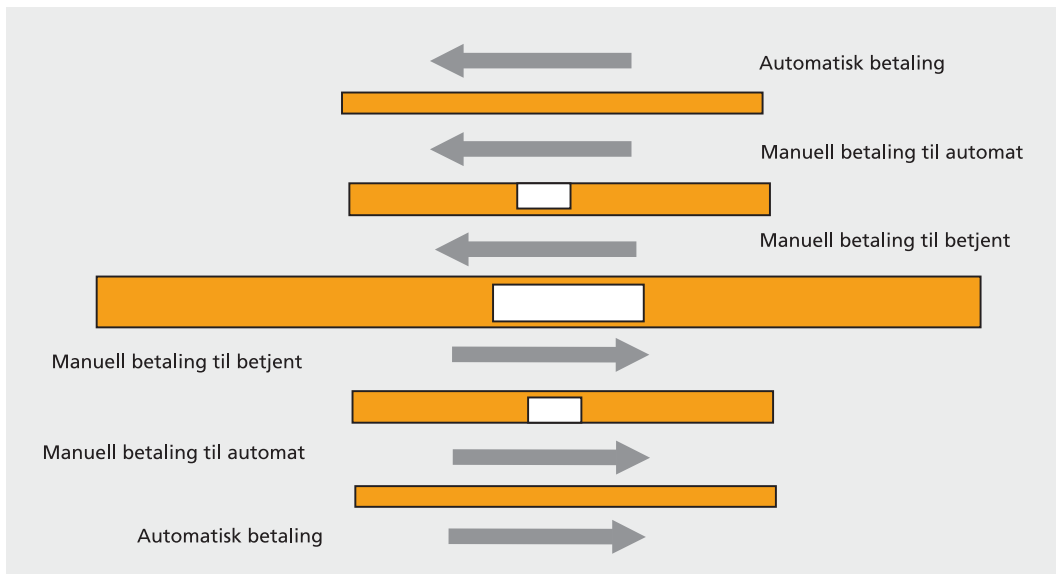 Automatisk betaling
Manuell betaling til automat
Manuell betaling til betjent
Manuell betaling til betjent
Manuell betaling til automat
Automatisk betaling